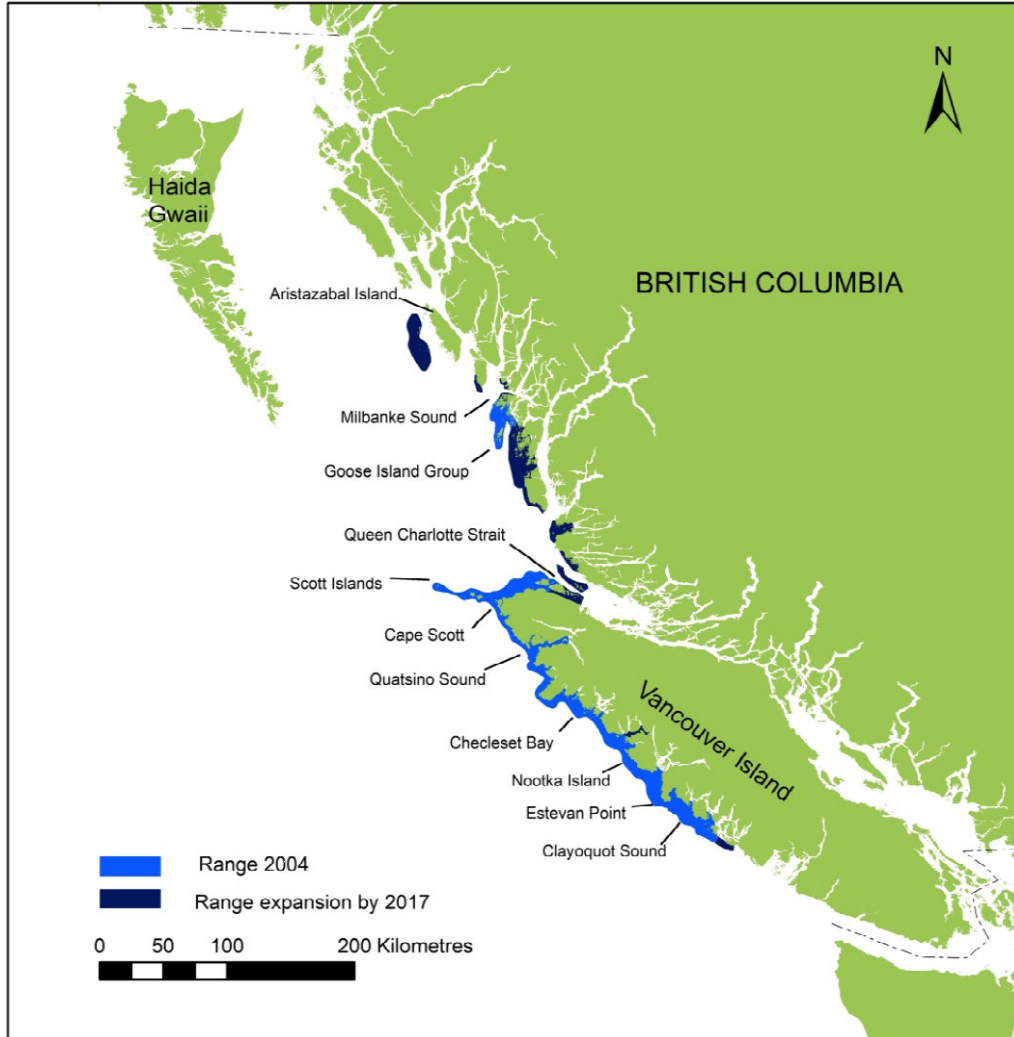 N
Haida
Gwaii
BRITISH COLUMBIA
Aristazabal Island
Milbanke Sound
Goose Island Group
Queen Charlotte Strait
Scott Islands
Cape Scott
Quatsino Sound
Vancouver Island
Checleset Bay
Nootka Island
Estevan Point
Clayoquot Sound
Range 2004
Range expansion by 2017
0 50 100 200 Kilometres